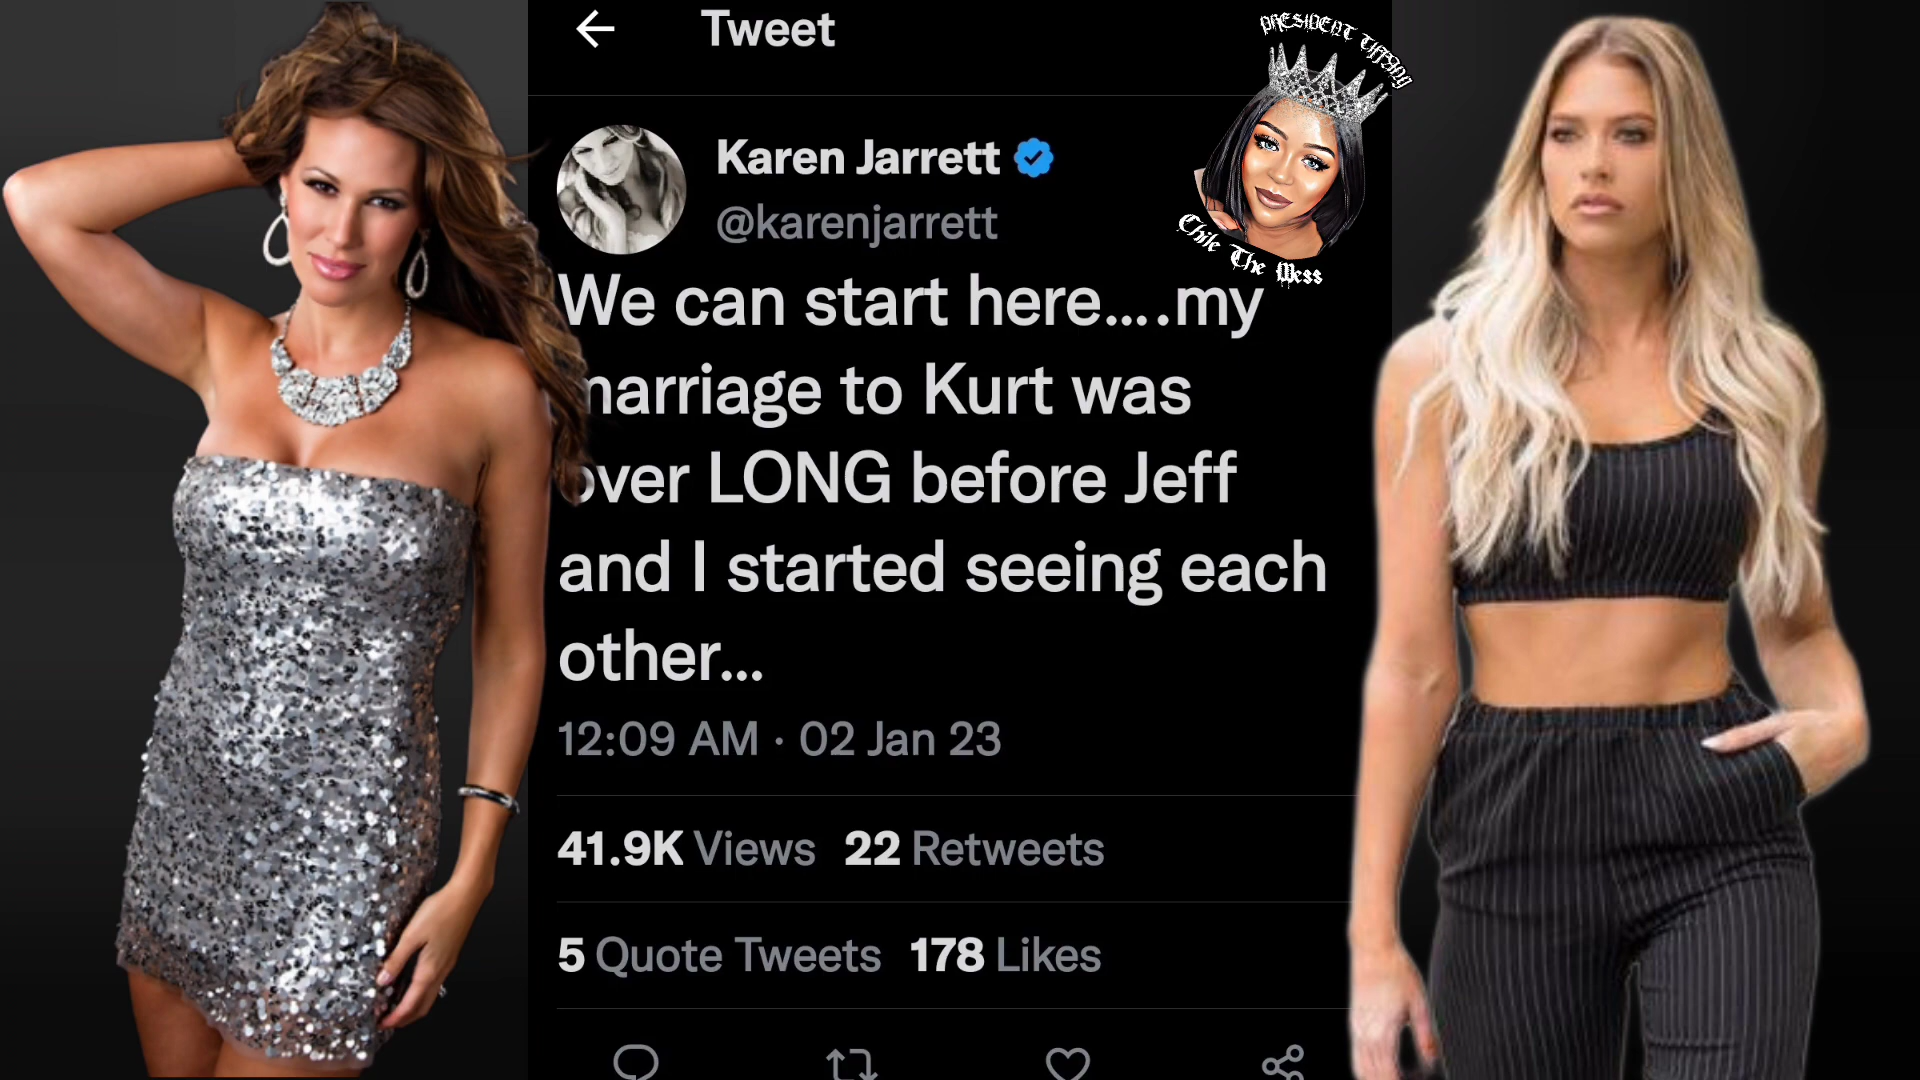 Tweet
PRESIDENT TIFFANY
Karen Jarrett
@karenjarrett
Chile The Mess
We can start here....my
marriage to Kurt was
over LONG before Jeff
and I started seeing each
other...
12:09 AM · 02 Jan 23
41.9K Views 22 Retweets
5 Quote Tweets 178 Likes